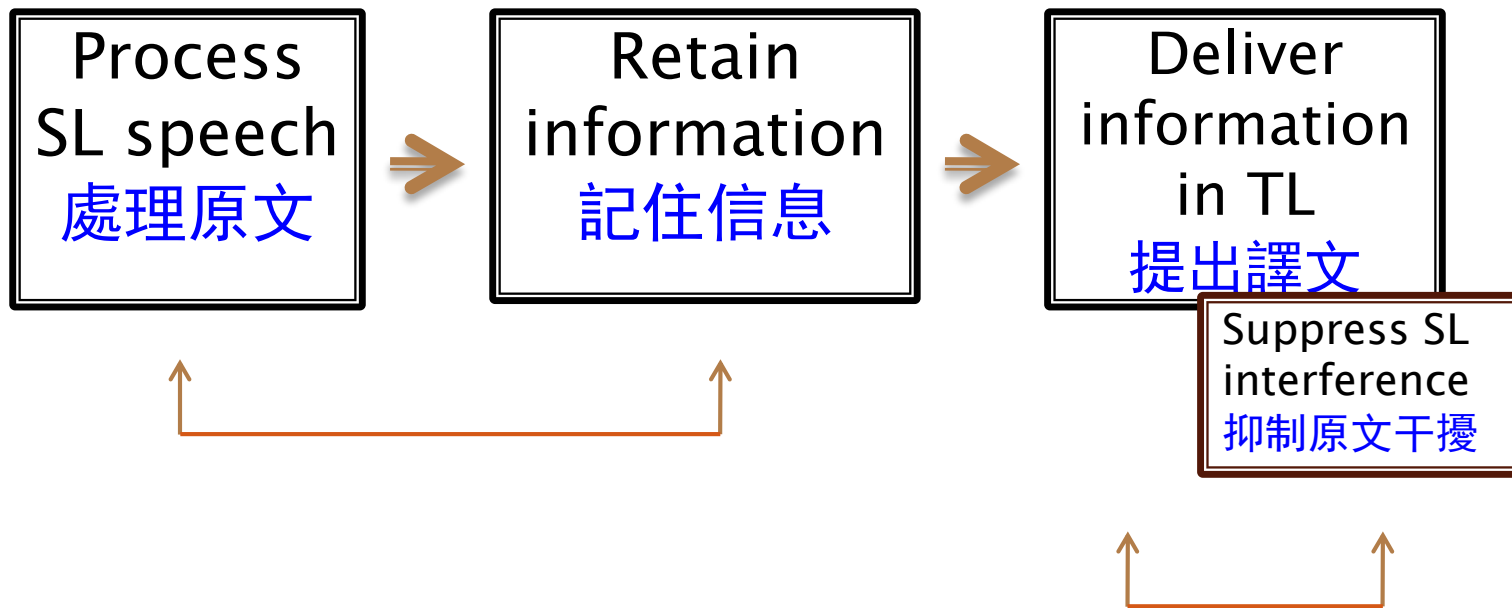 Process
SL speech
處理原文
Retain
information
記住信息
Deliver
information
in TL
提出譯文
Suppress SL
interference
抑制原文干擾